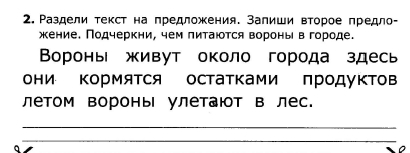 2. Раздели текст на предложения. Запиши второе предло-
жение. Подчеркни, чем питаются вороны в городе.
Вороны живут около города здесь
они кормятся остатками продуктов
летом вороны улетают в лес.